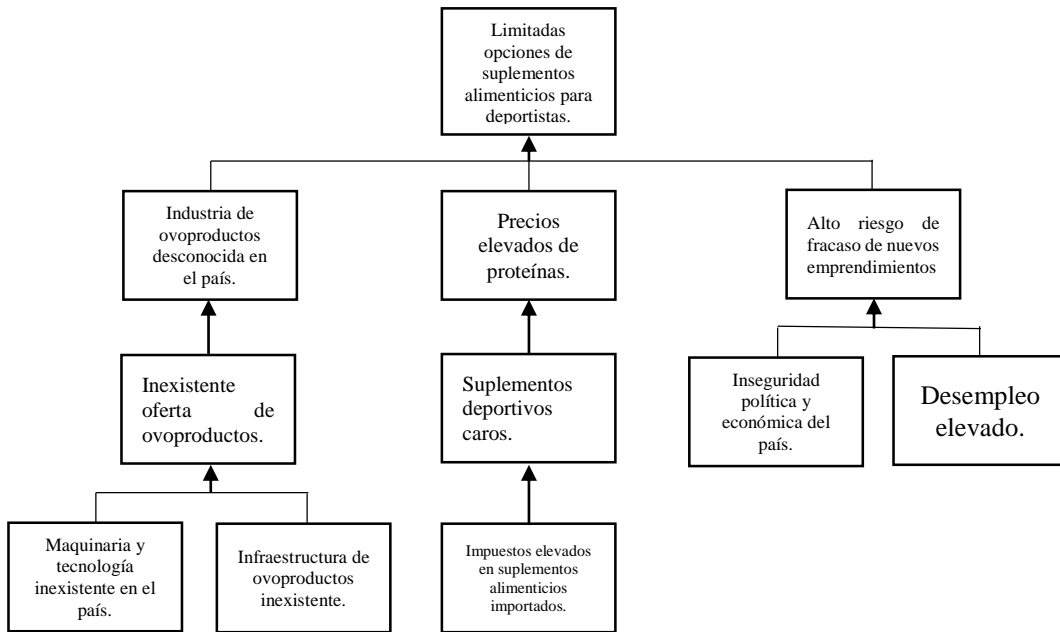 Limitadas
opciones de
suplementos
alimenticios para
deportistas.
Industria de
ovoproductos
desconocida en
el país.
Precios
elevados de
proteínas.
Alto riesgo de
fracaso de nuevos
emprendimientos
Inexistente
oferta de
ovoproductos.
Suplementos
deportivos
caros.
Inseguridad
política y
económica del
país.
Desempleo
elevado.
Maquinaria y
tecnología
inexistente en el
país.
Infraestructura de
ovoproductos
inexistente.
Impuestos elevados
en suplementos
alimenticios
importados.